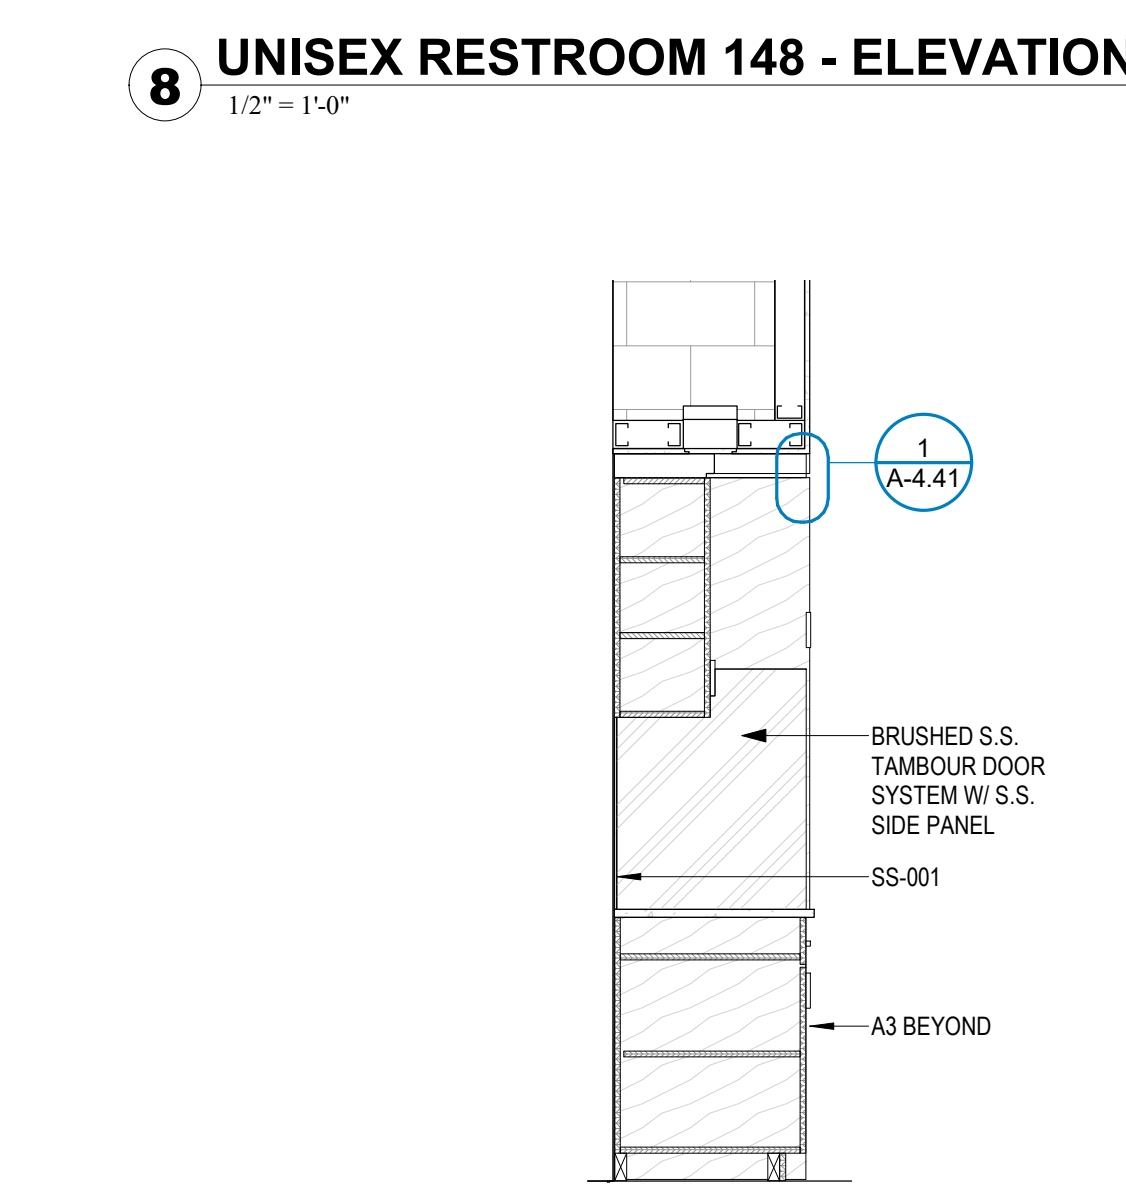 8
UNISEX RESTROOM 148 - ELEVATION
1/2" = 1'-0"
1
A-4.41
BRUSHED S.S.
TAMBOUR DOOR
SYSTEM W/ S.S.
SIDE PANEL
SS-001
A3 BEYOND